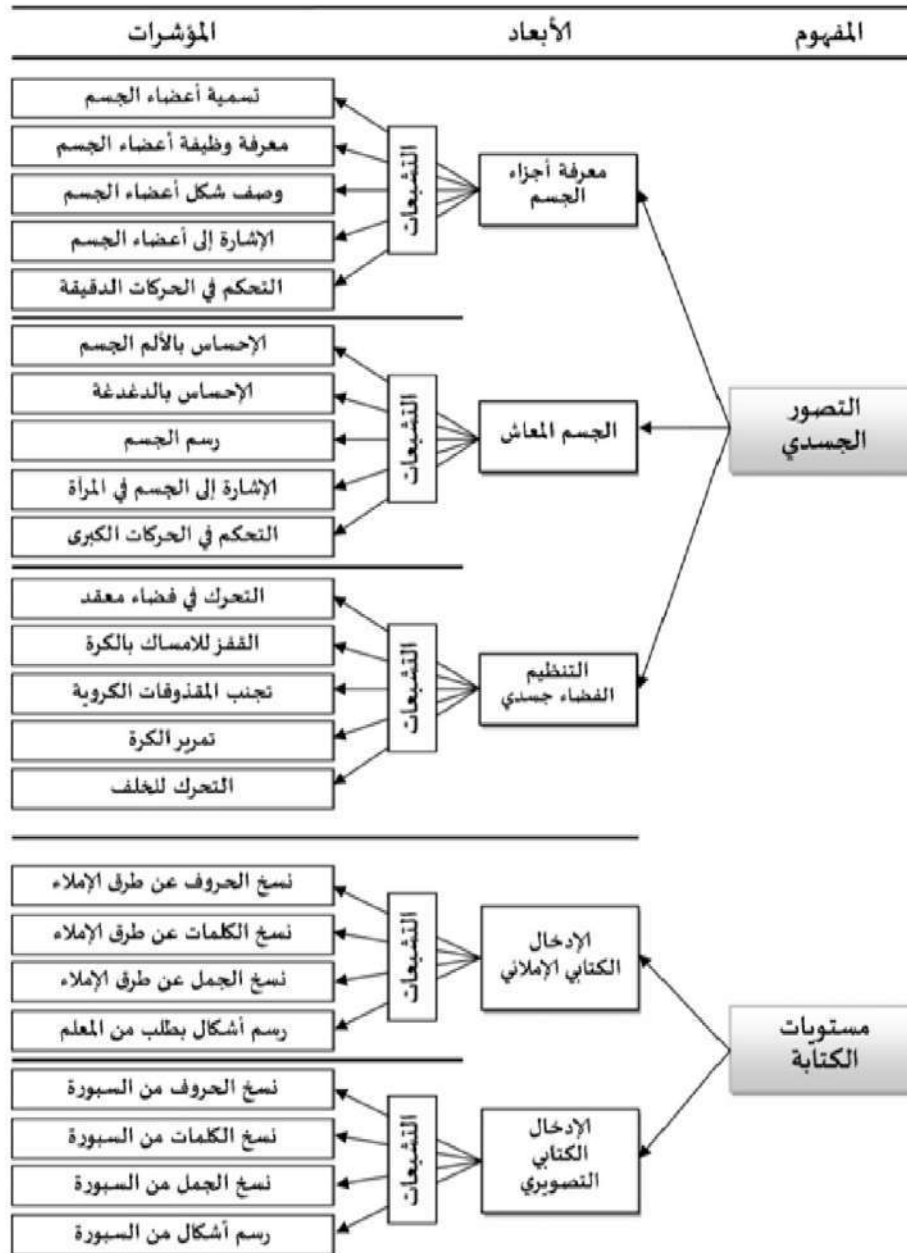 المفهوم
الأبعاد
المؤشرات
التصور
الجسدي
معرفة أجزاء
الجسم
التشبعات
تسمية أعضاء الجسم
معرفة وظيفة أعضاء الجسم
وصف شكل أعضاء الجسم
الإشارة إلى أعضاء الجسم
التحكم في الحركات الدقيقة
الجسم المعاش
التشبعات
الإحساس بالألم الجسم
الإحساس بالدغدغة
رسم الجسم
الإشارة إلى الجسم في المرأة
التحكم في الحركات الكبرى
التنظيم
الفضاء جسدي
التشبعات
التحرك في فضاء معقد
القفز للامساك بالكرة
تجنب المقذوفات الكروية
تمرير الكرة
التحرك للخلف
مستويات
الكتابة
الإدخال
الكتابي الإملائي
التشبعات
نسخ الحروف عن طرق الإملاء
نسخ الكلمات عن طرق الإملاء
نسخ الجمل عن طرق الإملاء
رسم أشكال بطلب من المعلم
الإدخال
الكتابي
التصويري
التشبعات
نسخ الحروف من السبورة
نسخ الكلمات من السبورة
نسخ الجمل من السبورة
رسم أشكال من السبورة